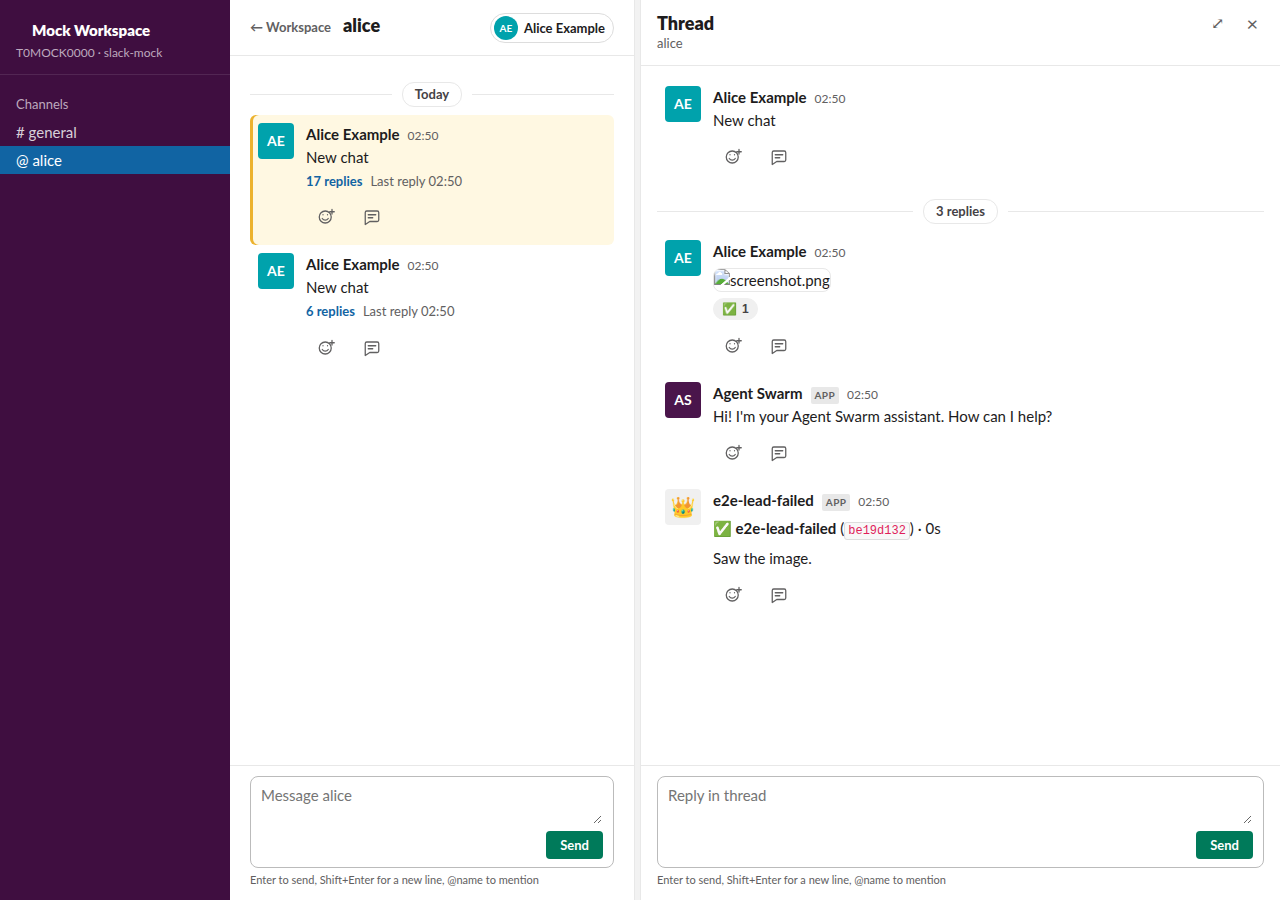 Mock Workspace
T0MOCK0000 · slack-mock
Channels
# general
@ alice
← Workspace alice
AE Alice Example
Today
AE Alice Example 02:50
New chat
17 replies Last reply 02:50
AE Alice Example 02:50
New chat
6 replies Last reply 02:50
Message alice
Send
Enter to send, Shift+Enter for a new line, @name to mention
Thread
alice
AE Alice Example 02:50
New chat
3 replies
AE Alice Example 02:50
screenshot.png
✅ 1
AS Agent Swarm APP 02:50
Hi! I'm your Agent Swarm assistant. How can I help?
e2e-lead-failed APP 02:50
✅ e2e-lead-failed (be19d132) · 0s
Saw the image.
Reply in thread
Send
Enter to send, Shift+Enter for a new line, @name to mention